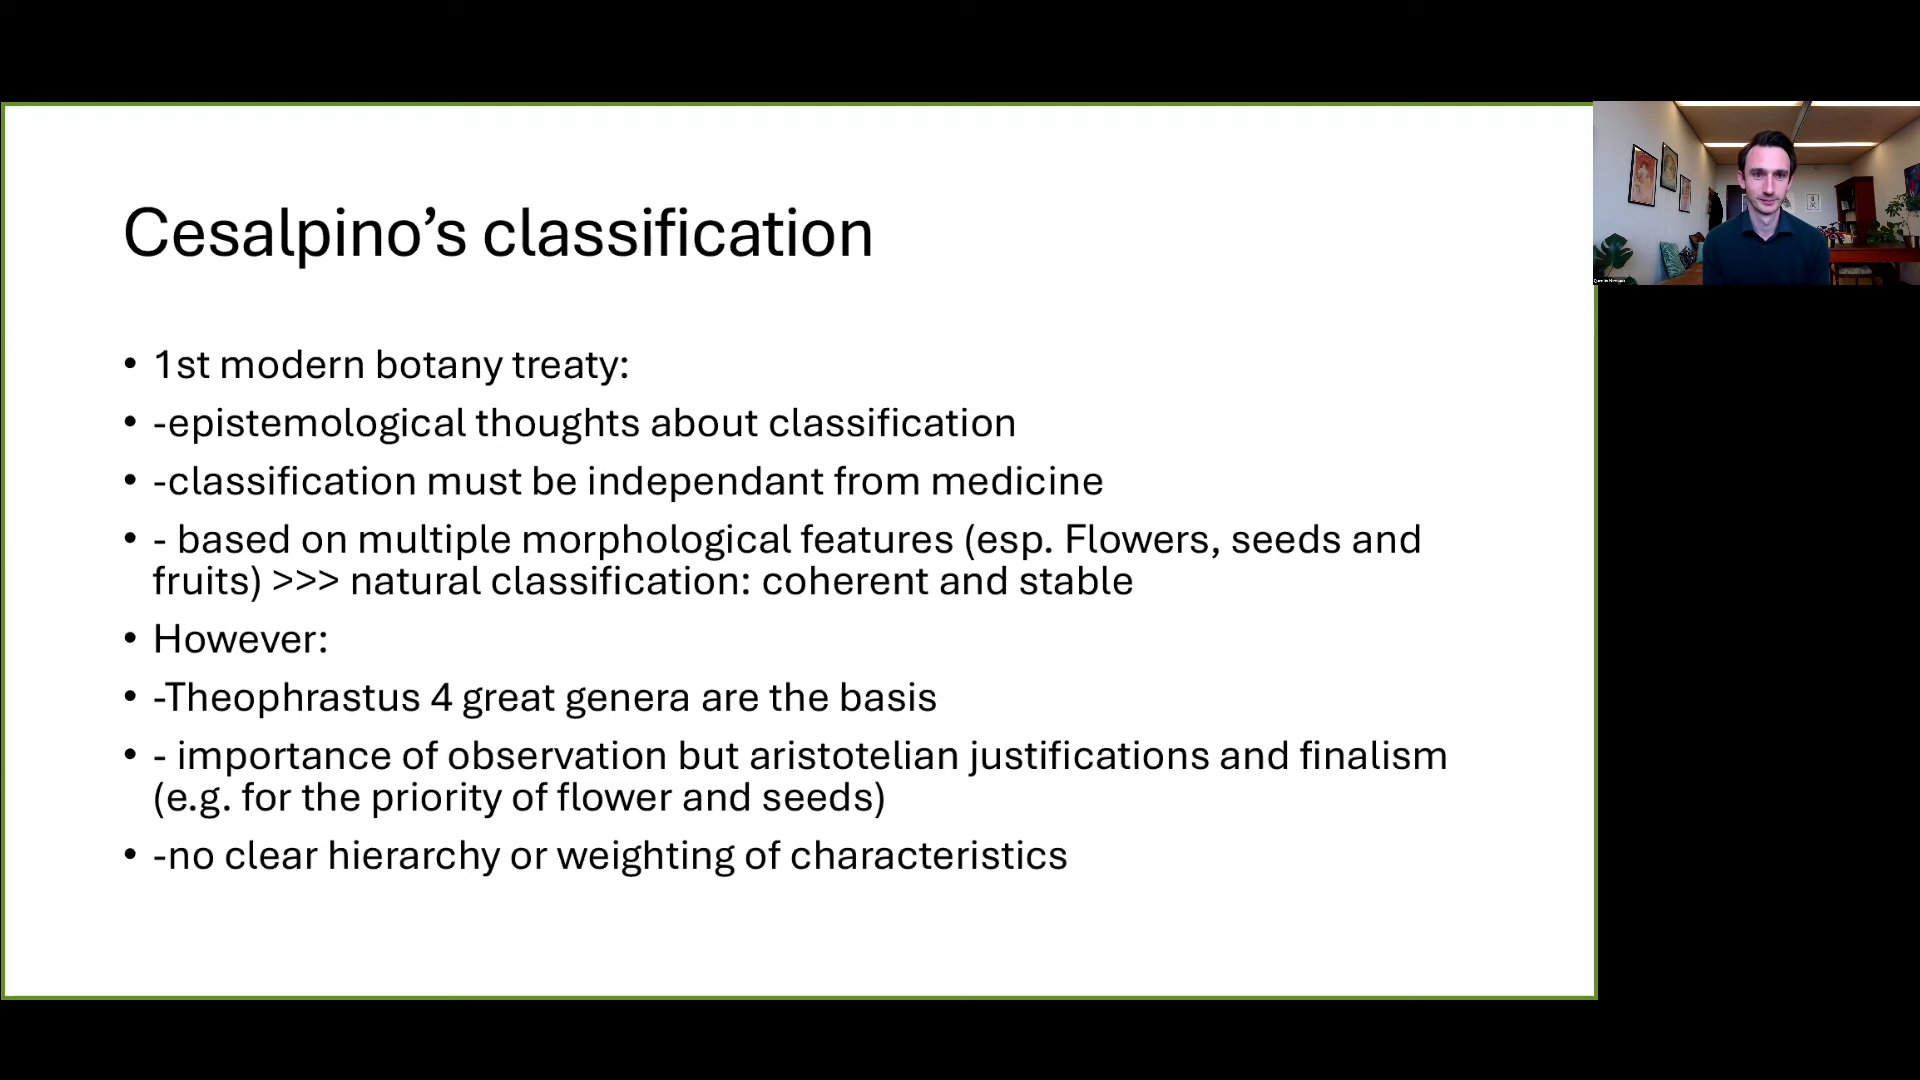 Cesalpino’s classification
• 1st modern botany treaty:
• -epistemological thoughts about classification
• -classification must be independant from medicine
• - based on multiple morphological features (esp. Flowers, seeds and
fruits) >>> natural classification: coherent and stable
• However:
• -Theophrastus 4 great genera are the basis
• - importance of observation but aristotelian justifications and finalism
(e.g. for the priority of flower and seeds)
• -no clear hierarchy or weighting of characteristics